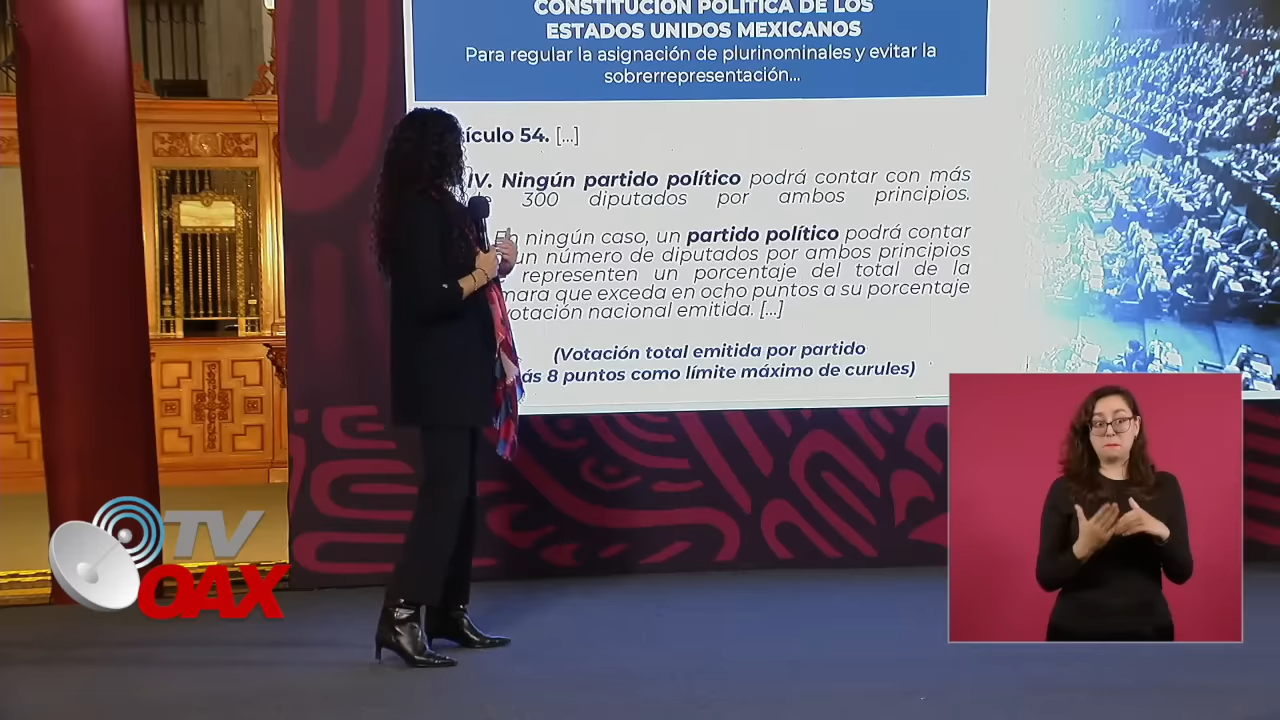 CONSTITUCIÓN POLÍTICA DE LOS
ESTADOS UNIDOS MEXICANOS
Para regular la asignación de plurinominales y evitar la
sobrerrepresentación...
ículo 54. [...]
IV. Ningún partido político podrá contar con más
de 300 diputados por ambos principios.
En ningún caso, un partido político podrá contar
un número de diputados por ambos principios
representen un porcentaje del total de la
mara que exceda en ocho puntos a su porcentaje
votación nacional emitida. [...]
(Votación total emitida por partido
ás 8 puntos como límite máximo de curules)
TV
OAX